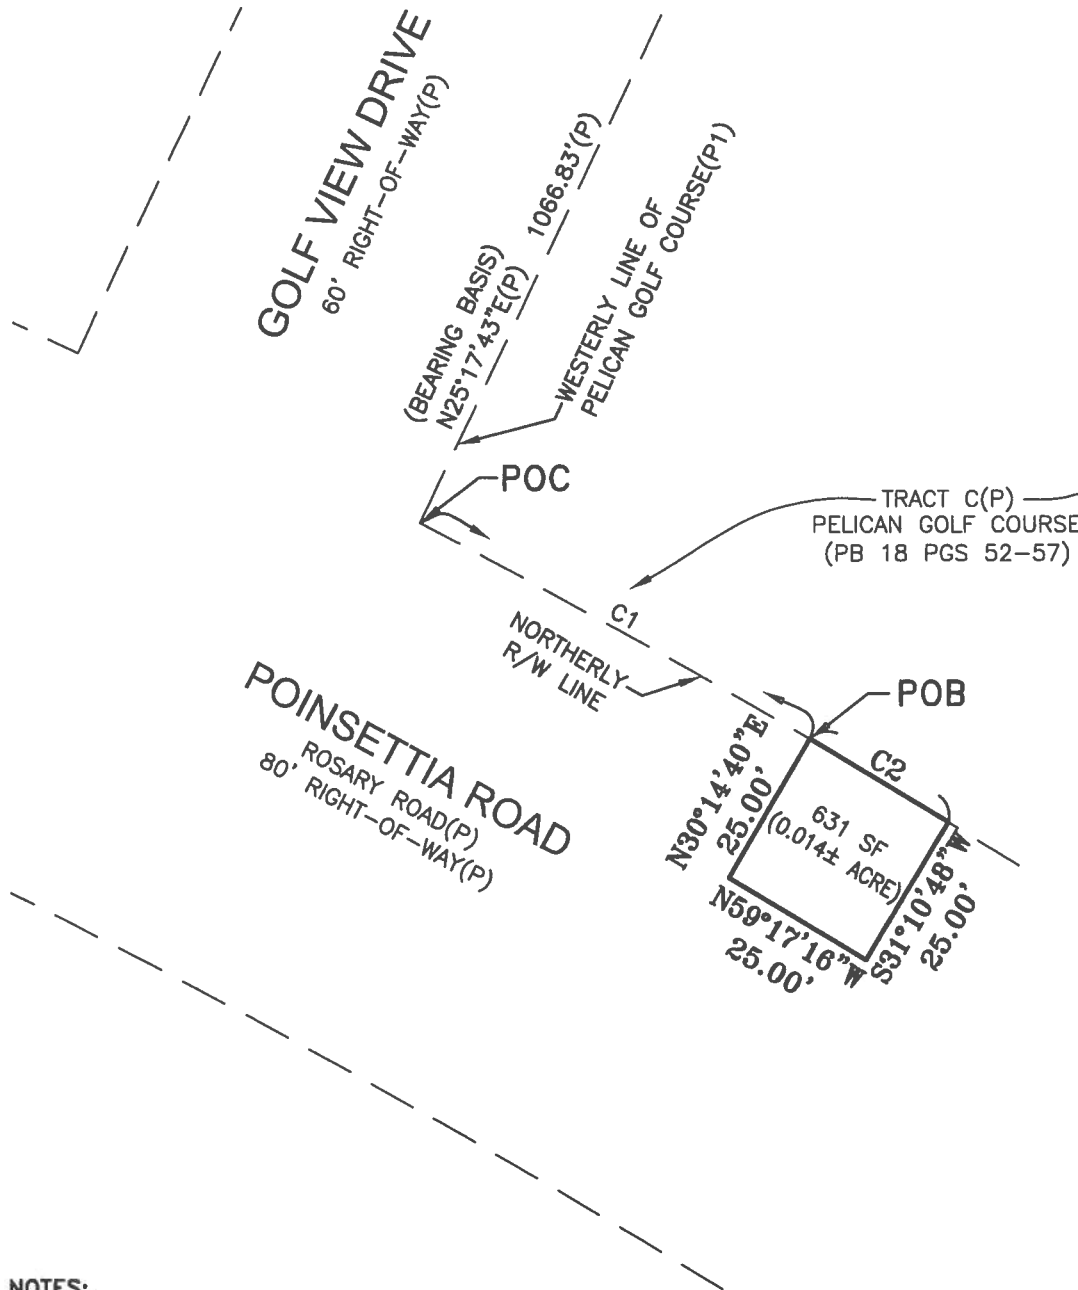 GOLF VIEW DRIVE
60' RIGHT-OF-WAY(P)
(BEARING BASIS)
N25°17'43"E(P) 1066.83'(P)
WESTERLY LINE OF
PELICAN GOLF COURSE(P1)
POC
TRACT C(P)
PELICAN GOLF COURSE
(PB 18 PGS 52-57)
C1
NORTHERLY
R/W LINE
POB
POINSETTIA ROAD
ROSARY ROAD(P)
80' RIGHT-OF-WAY(P)
C2
N30°14'40"E
25.00'
631 SF
(0.014± ACRE)
S31°10'48"W
25.00'
N59°17'16"W
25.00'
NOTES: